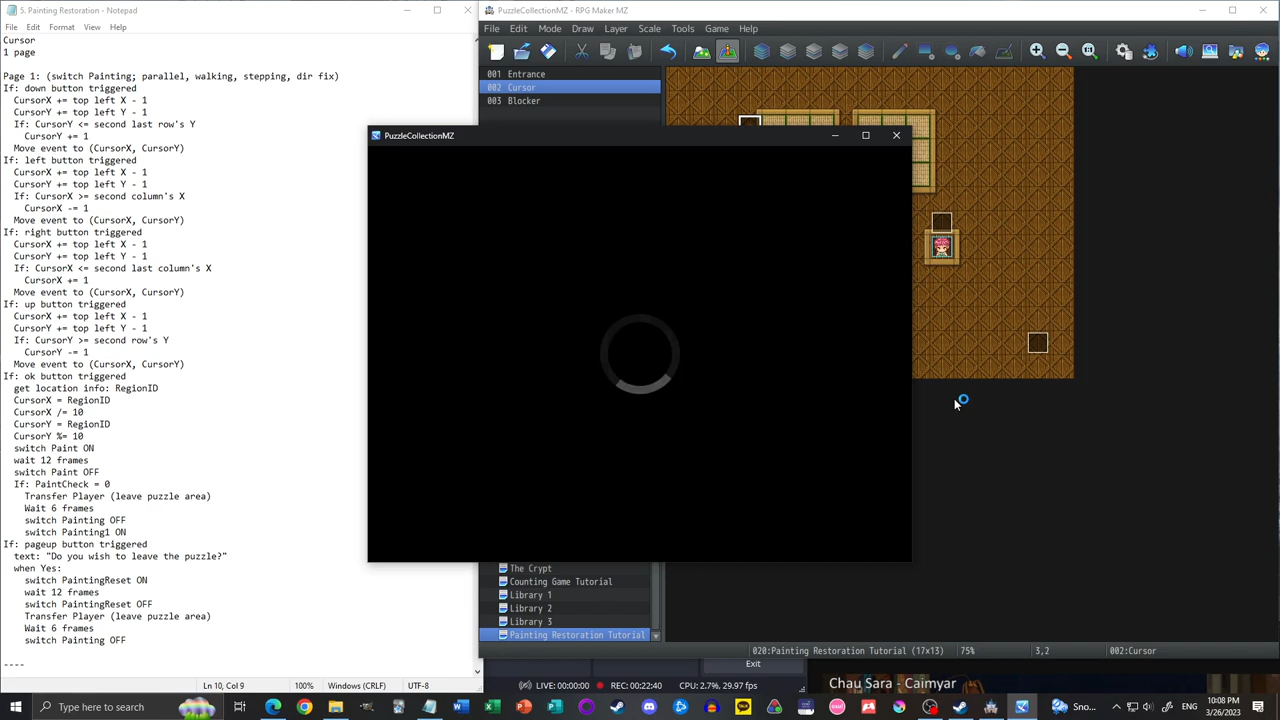 5. Painting Restoration - Notepad
File Edit Format View Help
Cursor
1 page
Page 1: (switch Painting; parallel, walking, stepping, dir fix)
If: down button triggered
CursorX += top left X - 1
CursorY += top left Y - 1
If: CursorY <= second last row's Y
CursorY += 1
Move event to (CursorX, CursorY)
If: left button triggered
CursorX += top left X - 1
CursorY += top left Y - 1
If: CursorX >= second column's X
CursorX -= 1
Move event to (CursorX, CursorY)
If: right button triggered
CursorX += top left X - 1
CursorY += top left Y - 1
If: CursorX <= second last column's X
CursorX += 1
Move event to (CursorX, CursorY)
If: up button triggered
CursorX += top left X - 1
CursorY += top left Y - 1
If: CursorY >= second row's Y
CursorY -= 1
Move event to (CursorX, CursorY)
If: ok button triggered
get location info: RegionID
CursorX = RegionID
CursorX /= 10
CursorY = RegionID
CursorY %= 10
switch Paint ON
wait 12 frames
switch Paint OFF
If: PaintCheck = 0
Transfer Player (leave puzzle area)
Wait 6 frames
switch Painting OFF
switch Painting1 ON
If: pageup button triggered
text: "Do you wish to leave the puzzle?"
when Yes:
switch PaintingReset ON
wait 12 frames
switch PaintingReset OFF
Transfer Player (leave puzzle area)
Wait 6 frames
switch Painting OFF
----
Ln 10, Col 9 100% Windows (CRLF) UTF-8
PuzzleCollectionMZ - RPG Maker MZ
File Edit Mode Draw Layer Scale Tools Game Help
001 Entrance
002 Cursor
003 Blocker
PuzzleCollectionMZ
The Crypt
Counting Game Tutorial
Library 1
Library 2
Library 3
Painting Restoration Tutorial
020:Painting Restoration Tutorial (17x13) 75% 3,2 002:Cursor
Exit
LIVE: 00:00:00 REC: 00:22:40 CPU: 2.7%, 29.97 fps
Chau Sara - Caimyar
Type here to search
Sno...
10:08 PM
3/26/2023